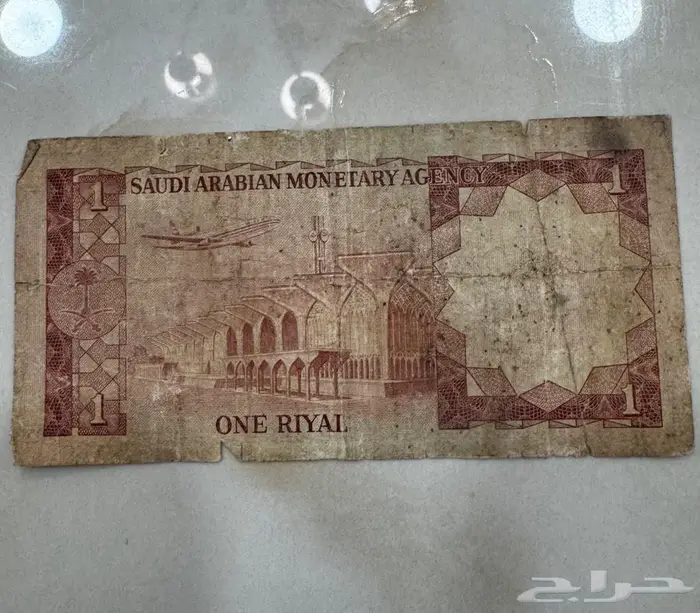 1 SAUDI ARABIAN MONETARY AGENCY 1
1 ONE RIYAL 1
حراج